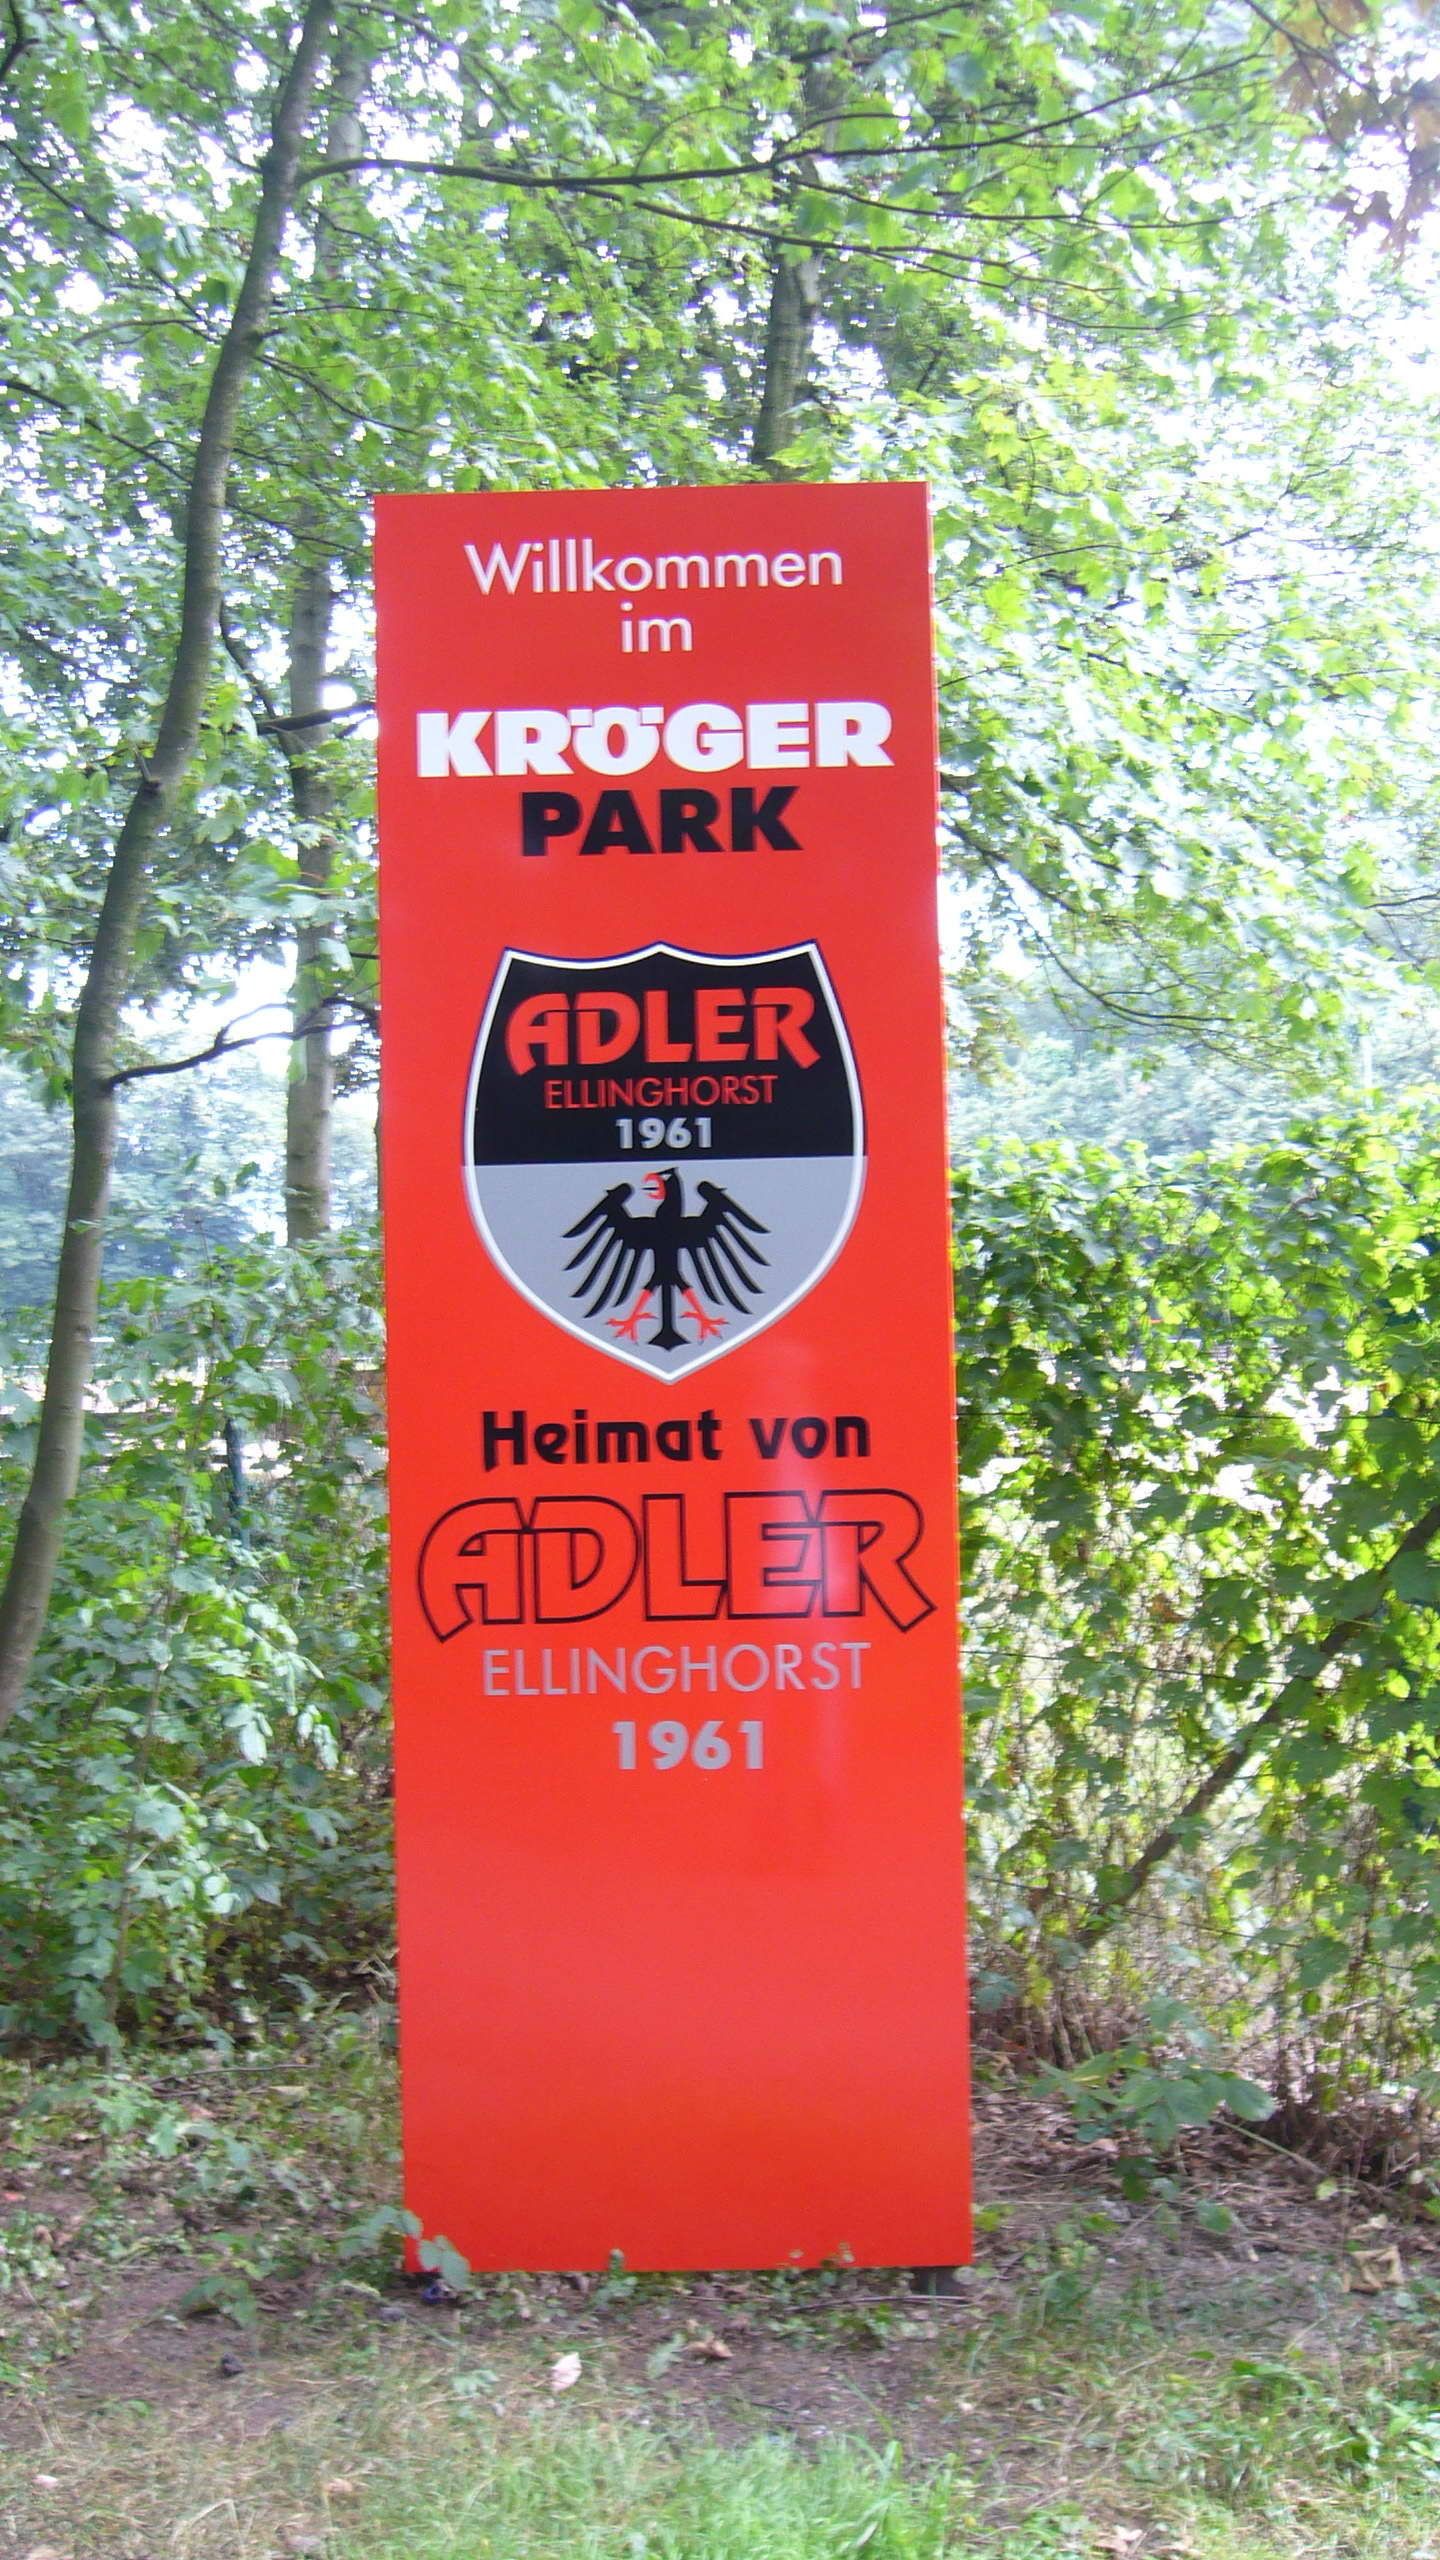 Willkommen
im
KRÖGER
PARK
ADLER
ELLINGHORST
1961
Heimat von
ADLER
ELLINGHORST
1961